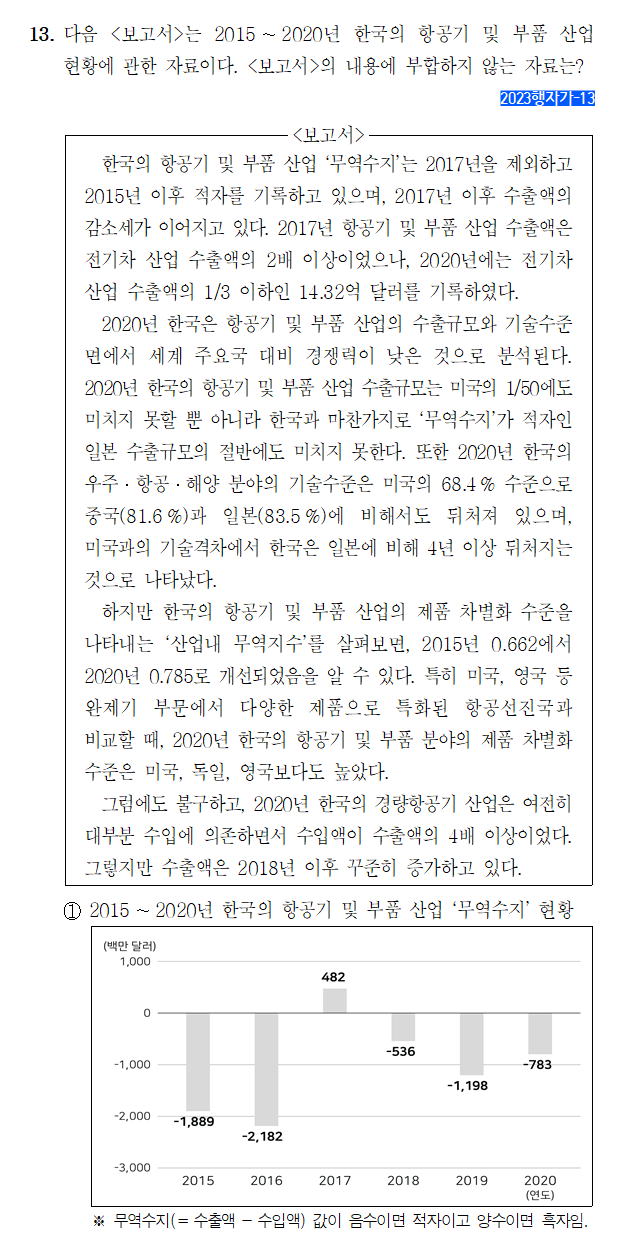 13. 다음 <보고서>는 2015 ~ 2020년 한국의 항공기 및 부품 산업
현황에 관한 자료이다. <보고서>의 내용에 부합하지 않는 자료는?
2023행자가-13
<보고서>
한국의 항공기 및 부품 산업 ‘무역수지’는 2017년을 제외하고
2015년 이후 적자를 기록하고 있으며, 2017년 이후 수출액의
감소세가 이어지고 있다. 2017년 항공기 및 부품 산업 수출액은
전기차 산업 수출액의 2배 이상이었으나, 2020년에는 전기차
산업 수출액의 1/3 이하인 14.32억 달러를 기록하였다.
2020년 한국은 항공기 및 부품 산업의 수출규모와 기술수준
면에서 세계 주요국 대비 경쟁력이 낮은 것으로 분석된다.
2020년 한국의 항공기 및 부품 산업 수출규모는 미국의 1/50에도
미치지 못할 뿐 아니라 한국과 마찬가지로 ‘무역수지’가 적자인
일본 수출규모의 절반에도 미치지 못한다. 또한 2020년 한국의
우주·항공·해양 분야의 기술수준은 미국의 68.4 % 수준으로
중국(81.6 %)과 일본(83.5 %)에 비해서도 뒤처져 있으며,
미국과의 기술격차에서 한국은 일본에 비해 4년 이상 뒤처지는
것으로 나타났다.
하지만 한국의 항공기 및 부품 산업의 제품 차별화 수준을
나타내는 ‘산업내 무역지수’를 살펴보면, 2015년 0.662에서
2020년 0.785로 개선되었음을 알 수 있다. 특히 미국, 영국 등
완제기 부문에서 다양한 제품으로 특화된 항공선진국과
비교할 때, 2020년 한국의 항공기 및 부품 분야의 제품 차별화
수준은 미국, 독일, 영국보다도 높았다.
그럼에도 불구하고, 2020년 한국의 경량항공기 산업은 여전히
대부분 수입에 의존하면서 수입액이 수출액의 4배 이상이었다.
그렇지만 수출액은 2018년 이후 꾸준히 증가하고 있다.
① 2015 ~ 2020년 한국의 항공기 및 부품 산업 ‘무역수지’ 현황
(백만 달러)
1,000
0
-1,000
-2,000
-3,000
-1,889
-2,182
482
-536
-1,198
-783
2015 2016 2017 2018 2019 2020
(연도)
※ 무역수지(= 수출액 - 수입액) 값이 음수이면 적자이고 양수이면 흑자임.